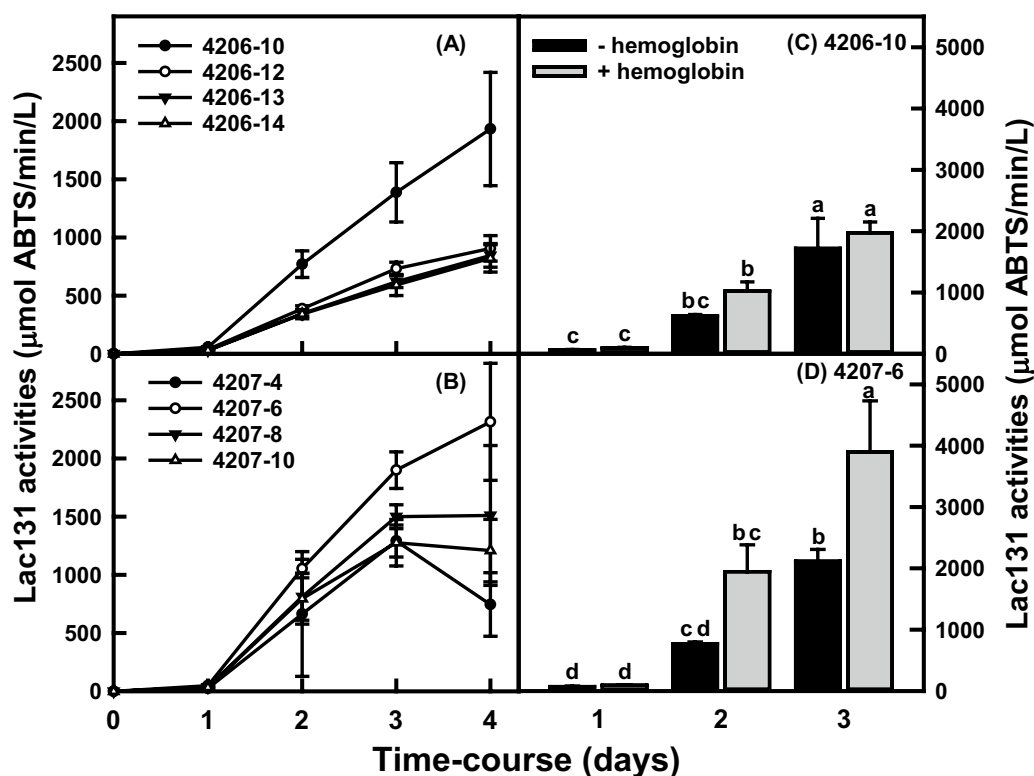 Lac131 activities (μmol ABTS/min/L)
(A)
4206-10
4206-12
4206-13
4206-14
2500
2000
1500
1000
500
0
(B)
4207-4
4207-6
4207-8
4207-10
2500
2000
1500
1000
500
0
0 1 2 3 4
(C) 4206-10
- hemoglobin
+ hemoglobin
5000
4000
3000
2000
1000
0
c c bc b a a
(D) 4207-6
5000
4000
3000
2000
1000
0
d d cd bc b a
1 2 3
Lac131 activities (μmol ABTS/min/L)
Time-course (days)